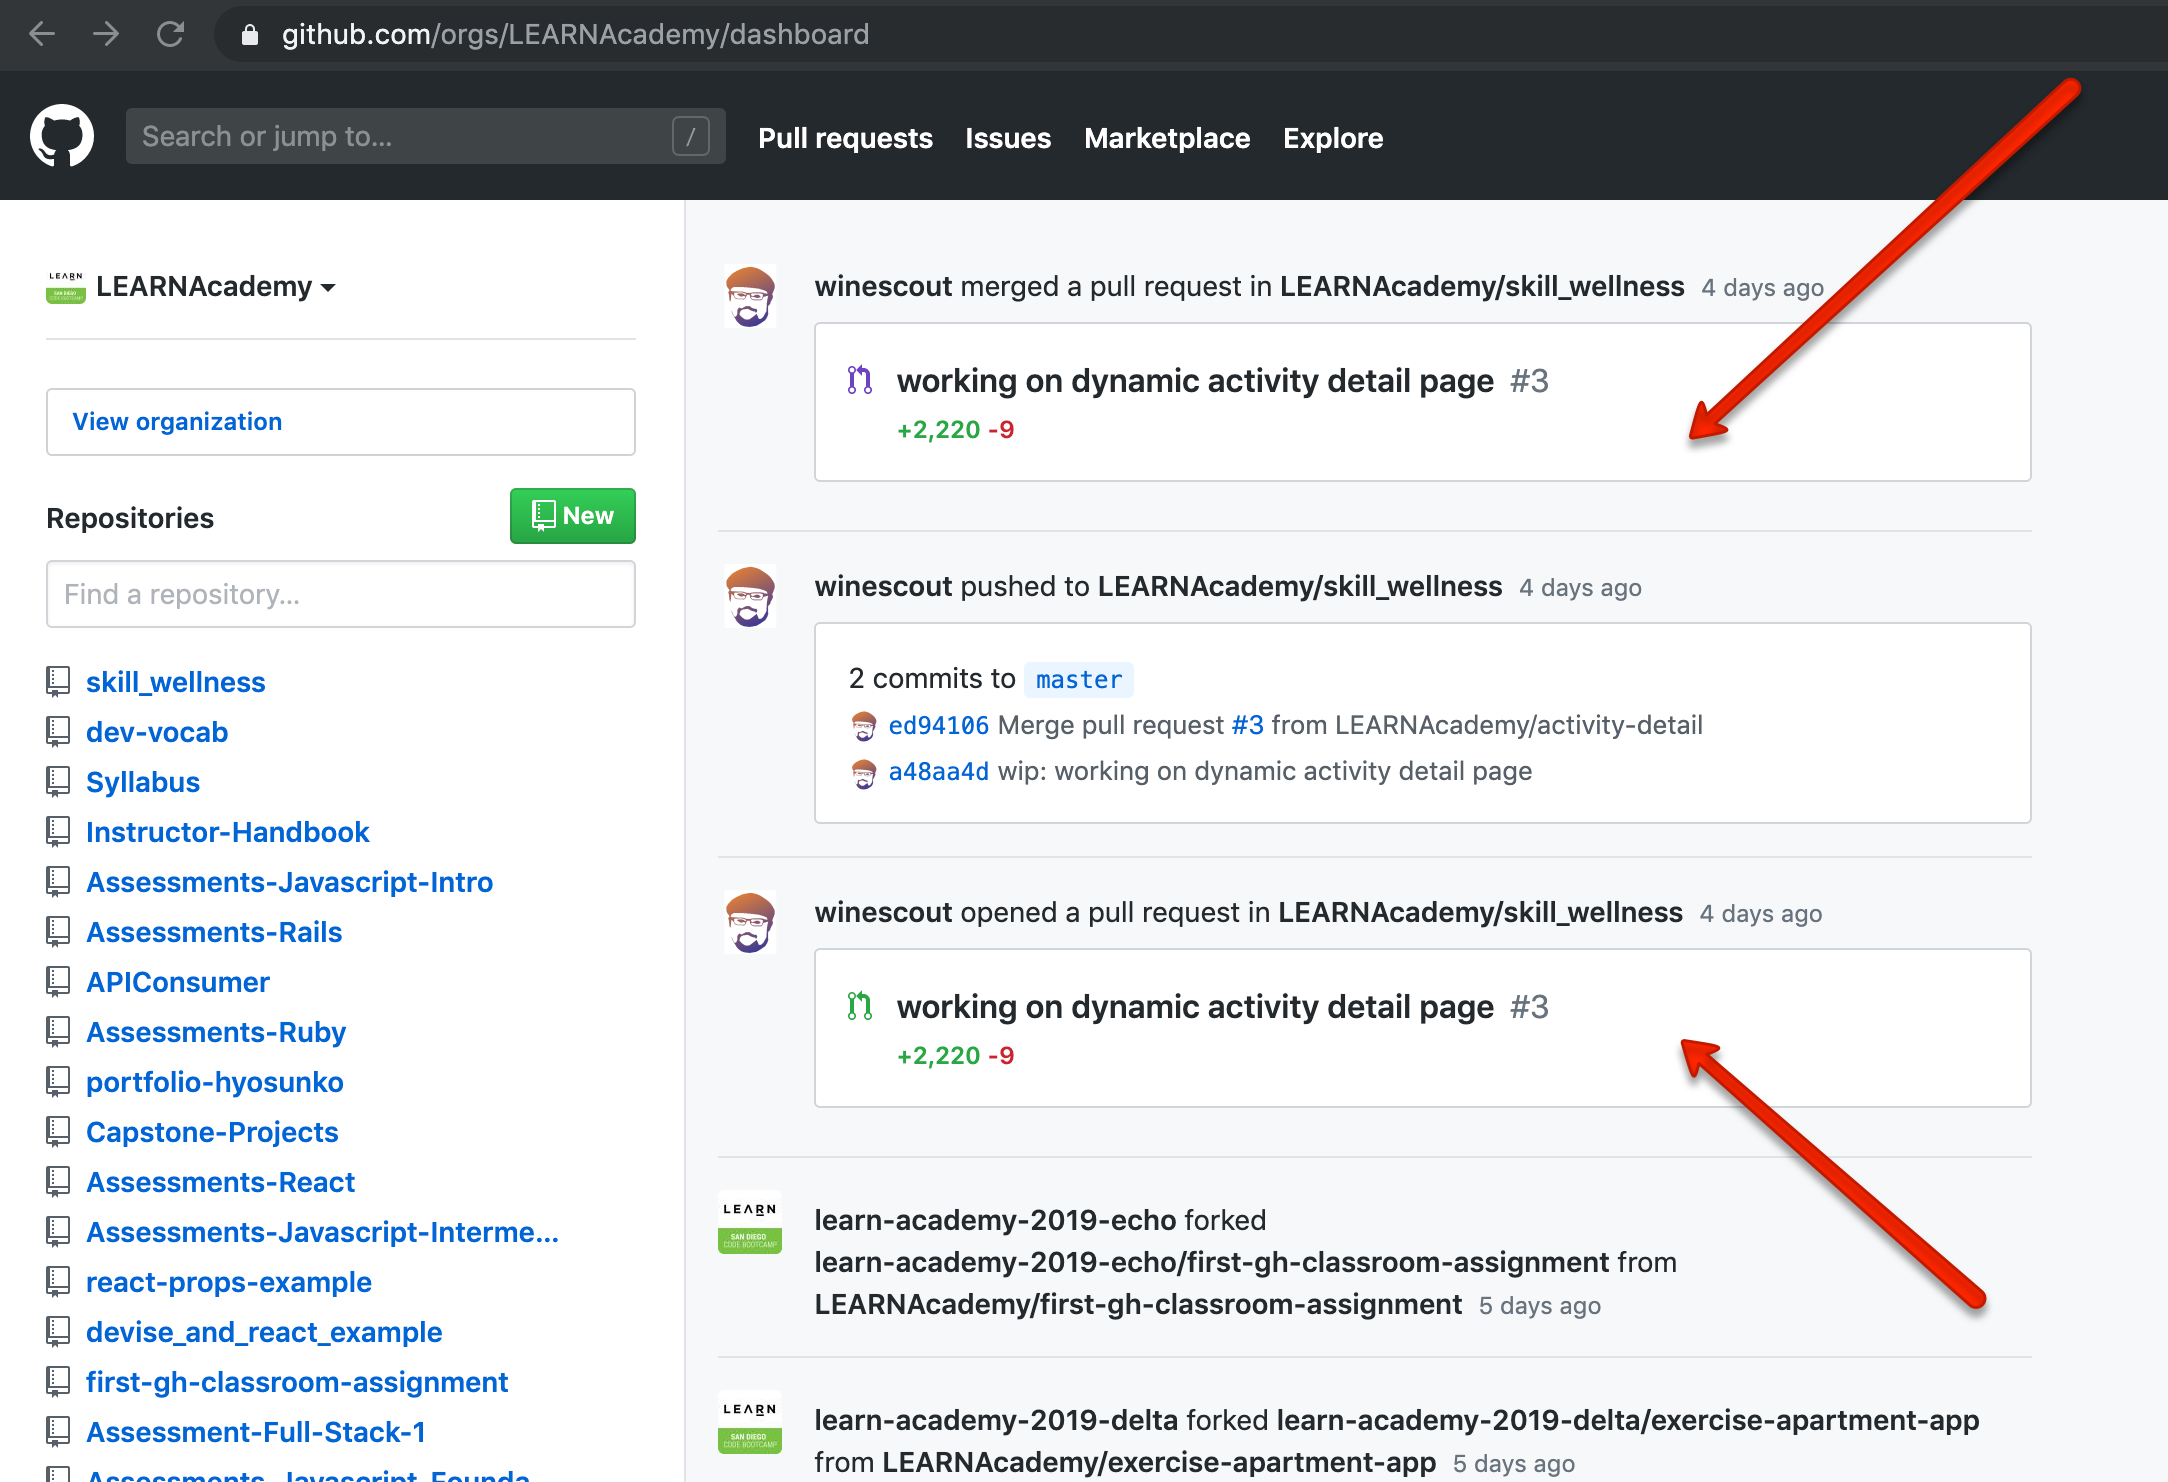 github.com/orgs/LEARNAcademy/dashboard
Search or jump to... /
Pull requests Issues Marketplace Explore
LEARN
SAN DIEGO
CODE BOOTCAMP
LEARNAcademy
View organization
Repositories
New
Find a repository...
skill_wellness
dev-vocab
Syllabus
Instructor-Handbook
Assessments-Javascript-Intro
Assessments-Rails
APIConsumer
Assessments-Ruby
portfolio-hyosunko
Capstone-Projects
Assessments-React
Assessments-Javascript-Interme...
react-props-example
devise_and_react_example
first-gh-classroom-assignment
Assessment-Full-Stack-1
Assessments-Javascript-Founda
winescout merged a pull request in LEARNAcademy/skill_wellness 4 days ago
working on dynamic activity detail page #3
+2,220 -9
winescout pushed to LEARNAcademy/skill_wellness 4 days ago
2 commits to master
ed94106 Merge pull request #3 from LEARNAcademy/activity-detail
a48aa4d wip: working on dynamic activity detail page
winescout opened a pull request in LEARNAcademy/skill_wellness 4 days ago
working on dynamic activity detail page #3
+2,220 -9
LEARN
SAN DIEGO
CODE BOOTCAMP
learn-academy-2019-echo forked
learn-academy-2019-echo/first-gh-classroom-assignment from
LEARNAcademy/first-gh-classroom-assignment 5 days ago
LEARN
SAN DIEGO
CODE BOOTCAMP
learn-academy-2019-delta forked learn-academy-2019-delta/exercise-apartment-app
from LEARNAcademy/exercise-apartment-app 5 days ago